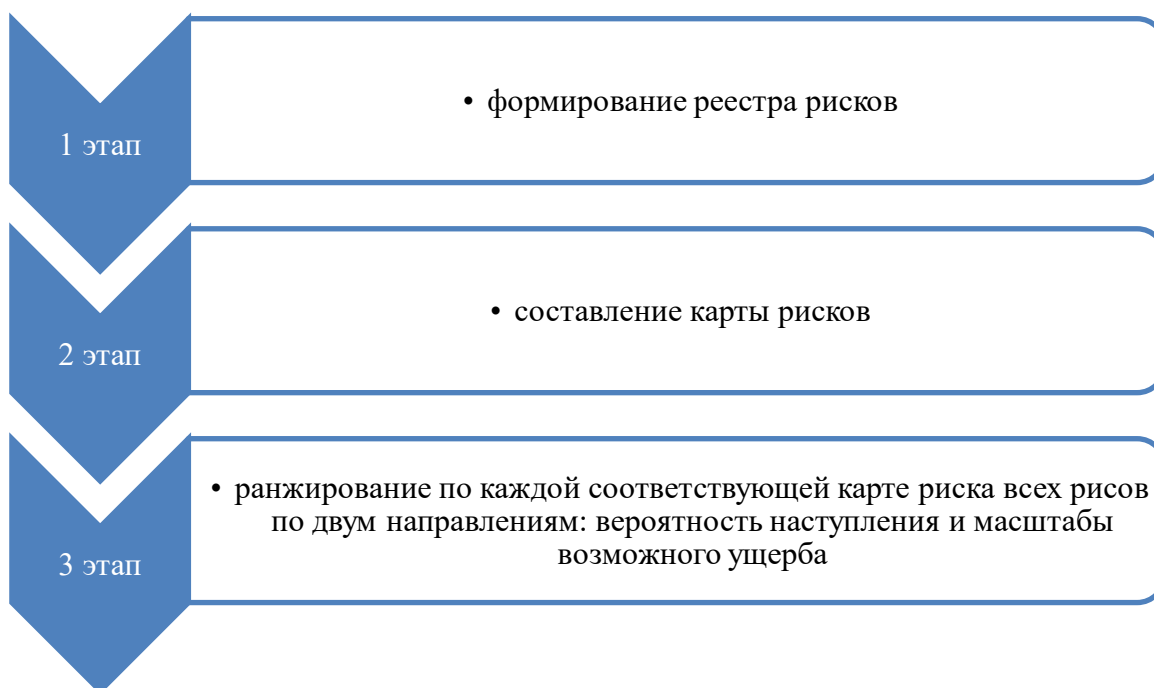 1 этап
• формирование реестра рисков
2 этап
• составление карты рисков
3 этап
• ранжирование по каждой соответствующей карте риска всех рисов
по двум направлениям: вероятность наступления и масштабы
возможного ущерба